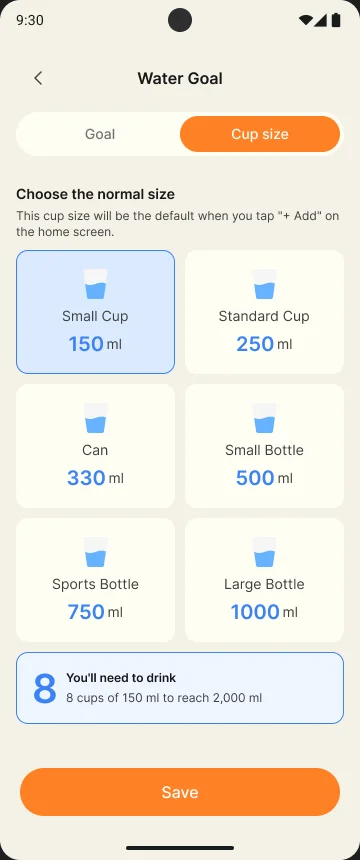 9:30
Water Goal
Goal
Cup size
Choose the normal size
This cup size will be the default when you tap "+ Add" on
the home screen.
Small Cup
150 ml
Standard Cup
250 ml
Can
330 ml
Small Bottle
500 ml
Sports Bottle
750 ml
Large Bottle
1000 ml
8
You'll need to drink
8 cups of 150 ml to reach 2,000 ml
Save